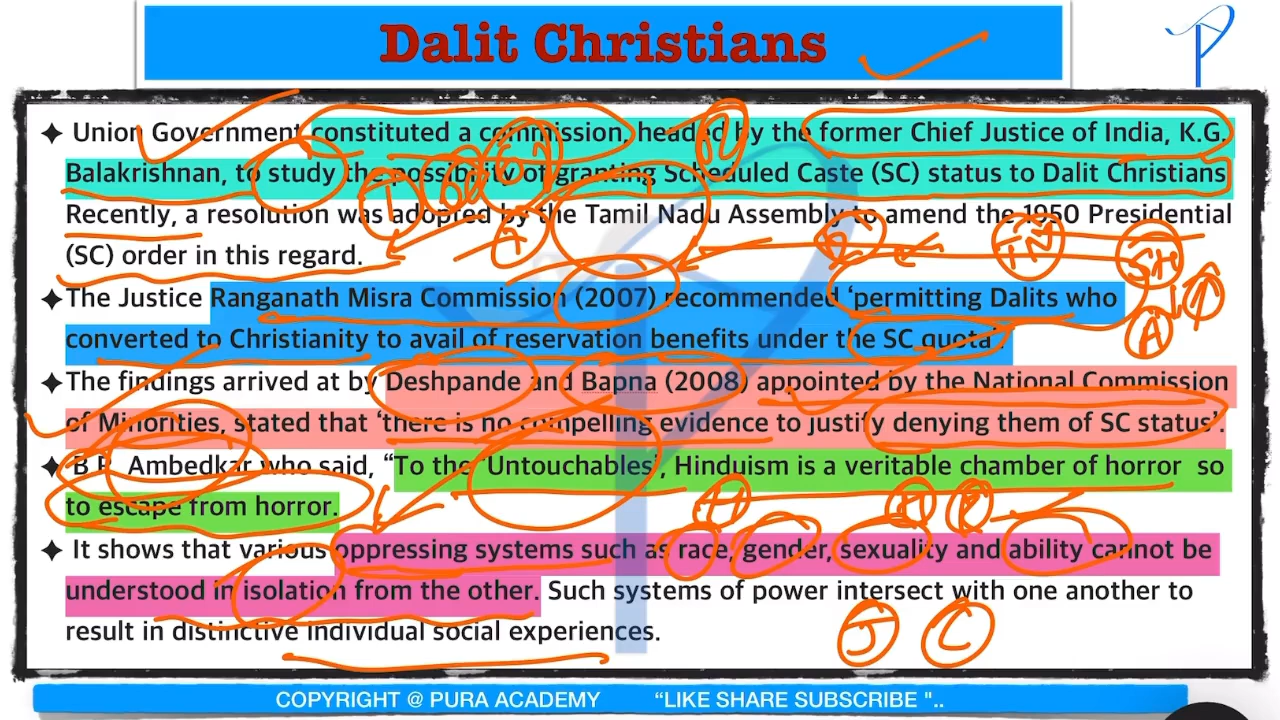 Dalit Christians
P
✦ Union Government constituted a commission, headed by the former Chief Justice of India, K.G.
Balakrishnan, to study the possibility of granting Scheduled Caste (SC) status to Dalit Christians
Recently, a resolution was adopted by the Tamil Nadu Assembly to amend the 1950 Presidential
(SC) order in this regard.
✦ The Justice Ranganath Misra Commission (2007) recommended ‘permitting Dalits who
converted to Christianity to avail of reservation benefits under the SC quota’.
✦ The findings arrived at by Deshpande and Bapna (2008) appointed by the National Commission
of Minorities, stated that ‘there is no compelling evidence to justify denying them of SC status’.
✦ B.R. Ambedkar who said, “To the ‘Untouchables’, Hinduism is a veritable chamber of horror so
to escape from horror.
✦ It shows that various oppressing systems such as race, gender, sexuality and ability cannot be
understood in isolation from the other. Such systems of power intersect with one another to
result in distinctive individual social experiences.
TN
SH
A
J C
COPYRIGHT @ PURA ACADEMY “LIKE SHARE SUBSCRIBE "..